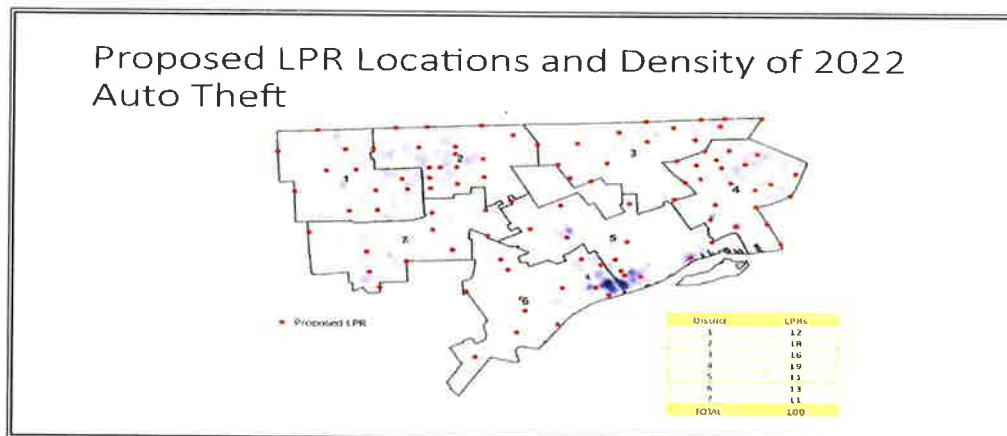 Proposed LPR Locations and Density of 2022
Auto Theft
1
2
3
4
5
6
7
Proposed LPR
District LPRs
1 12
2 18
3 16
4 19
5 11
6 13
7 11
TOTAL 100